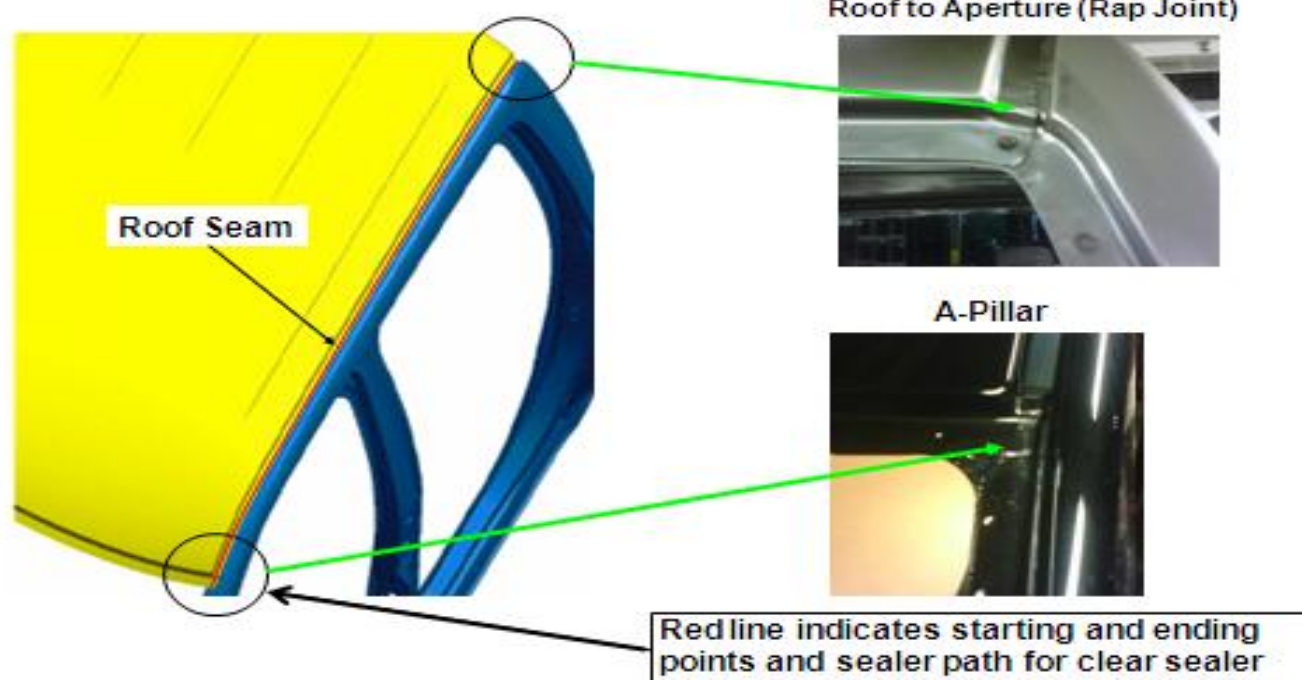 Roof to Aperture (Rap Joint)
Roof Seam
A-Pillar
Red line indicates starting and ending
points and sealer path for clear sealer